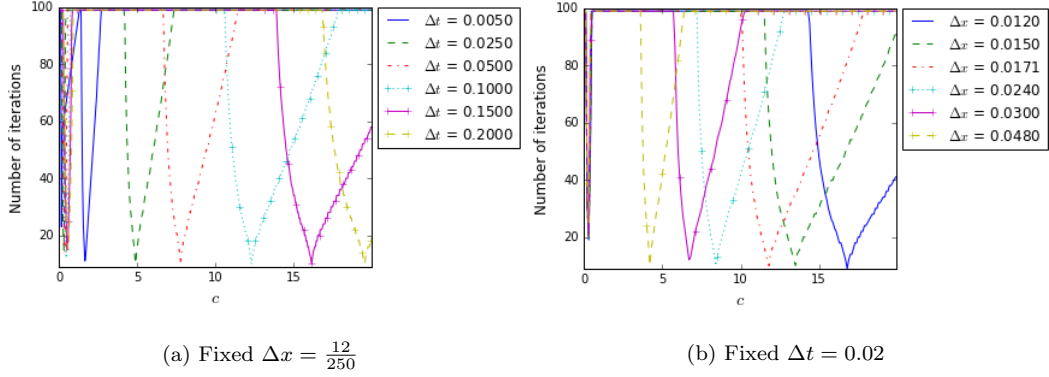 100
80
60
40
20
0
5
10
15
Number of iterations
c
Δt = 0.0050
Δt = 0.0250
Δt = 0.0500
Δt = 0.1000
Δt = 0.1500
Δt = 0.2000
(a) Fixed Δx = 12/250
100
80
60
40
20
0
5
10
15
Number of iterations
c
Δx = 0.0120
Δx = 0.0150
Δx = 0.0171
Δx = 0.0240
Δx = 0.0300
Δx = 0.0480
(b) Fixed Δt = 0.02